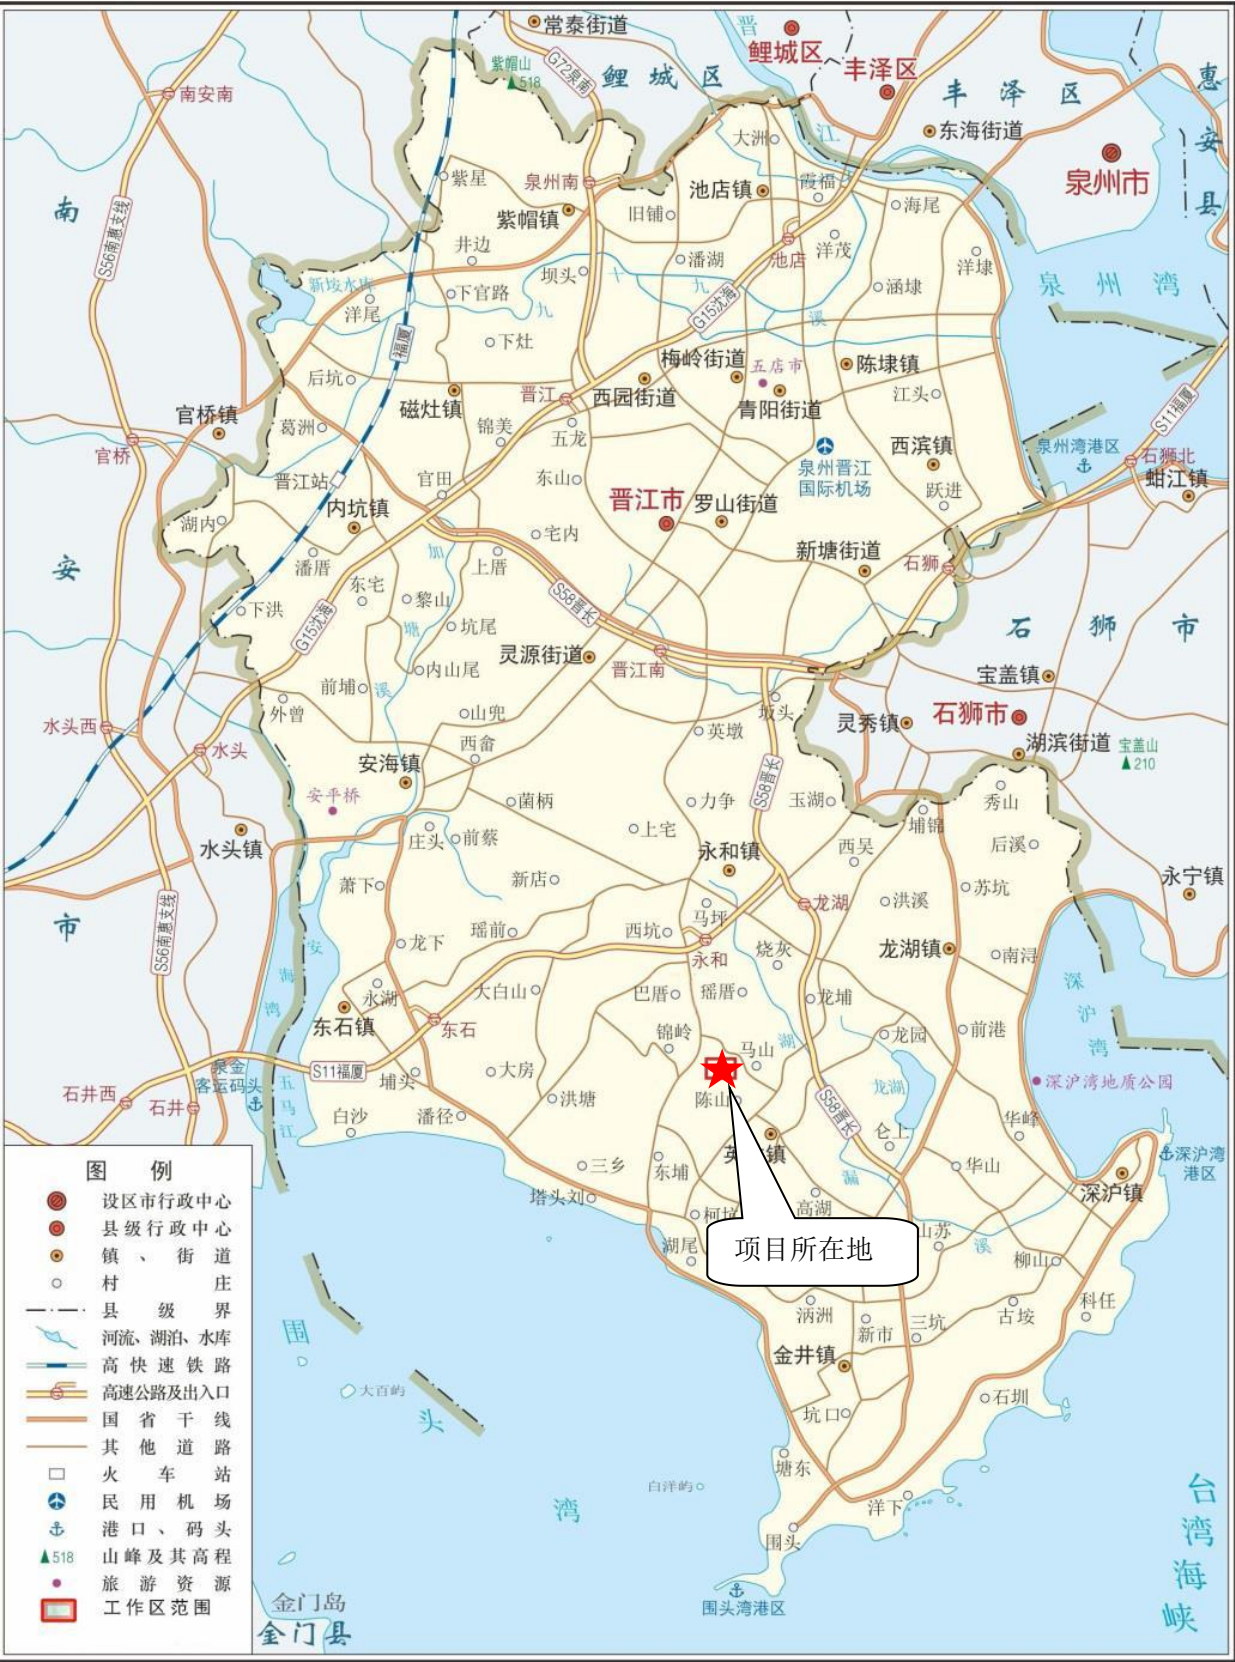 常泰街道
晋
鲤城区
丰泽区
紫帽山
518
G72泉南
鲤城区
丰泽区
惠安县
南安南
大洲
江
东海街道
泉州市
紫星
泉州南
池店镇
霞福
南安市
S56南惠支线
紫帽镇
旧铺
海尾
井边
池店
洋茂
洋埭
潘湖
坝头
十
九
泉州湾
新垵水库
洋尾
下官路
九
G15沈海
涵埭
溪
福厦
下灶
梅岭街道
五店市
陈埭镇
后坑
晋江
西园街道
青阳街道
江头
官桥镇
磁灶镇
葛洲
锦美
五龙
S11福厦
官桥
泉州晋江
国际机场
西滨镇
泉州湾港区
石狮北
蚶江镇
晋江站
官田
东山
晋江市
罗山街道
跃进
内坑镇
湖内
宅内
新塘街道
石狮
加
上厝
潘厝
东宅
S58晋长
下洪
黎山
G15沈海
塘
坑尾
石狮市
灵源街道
晋江南
内山尾
宝盖镇
前埔
溪
外曾
山兜
坂头
灵秀镇
石狮市
水头西
水头
英墩
湖滨街道
宝盖山
210
西畲
安海镇
S58晋长
安平桥
菌柄
力争
玉湖
秀山
埔锦
水头镇
庄头
前蔡
上宅
永和镇
西吴
后溪
萧下
新店
永宁镇
苏坑
S56南惠支线
马坪
龙湖
洪溪
瑶前
西坑
龙下
安海湾
永和
烧灰
龙湖镇
南浔
深沪湾
永湖
大白山
巴厝
瑶厝
龙埔
东石镇
东石
锦岭
马山
湖
龙园
前港
泉金
客运码头
S11福厦
埔头
大房
龙湖
深沪湾地质公园
石井西
石井
五马江
洪塘
陈山
S58晋长
白沙
潘径
仑上
华峰
英
镇
三乡
东埔
漏
华山
深沪湾
港区
塔头刘
深沪镇
高湖
柯坑
山苏
溪
湖尾
项目所在地
柳山
科任
古垵
沥洲
新市
三坑
围头湾
金井镇
大百屿
石圳
坑口
塘东
白洋屿
洋下
台湾海峡
围头
围头湾港区
金门岛
金门县
图例
设区市行政中心
县级行政中心
镇、街道
村庄
县级界
河流、湖泊、水库
高快速铁路
高速公路及出入口
国省干线
其他道路
火车站
民用机场
港口、码头
518 山峰及其高程
旅游资源
工作区范围